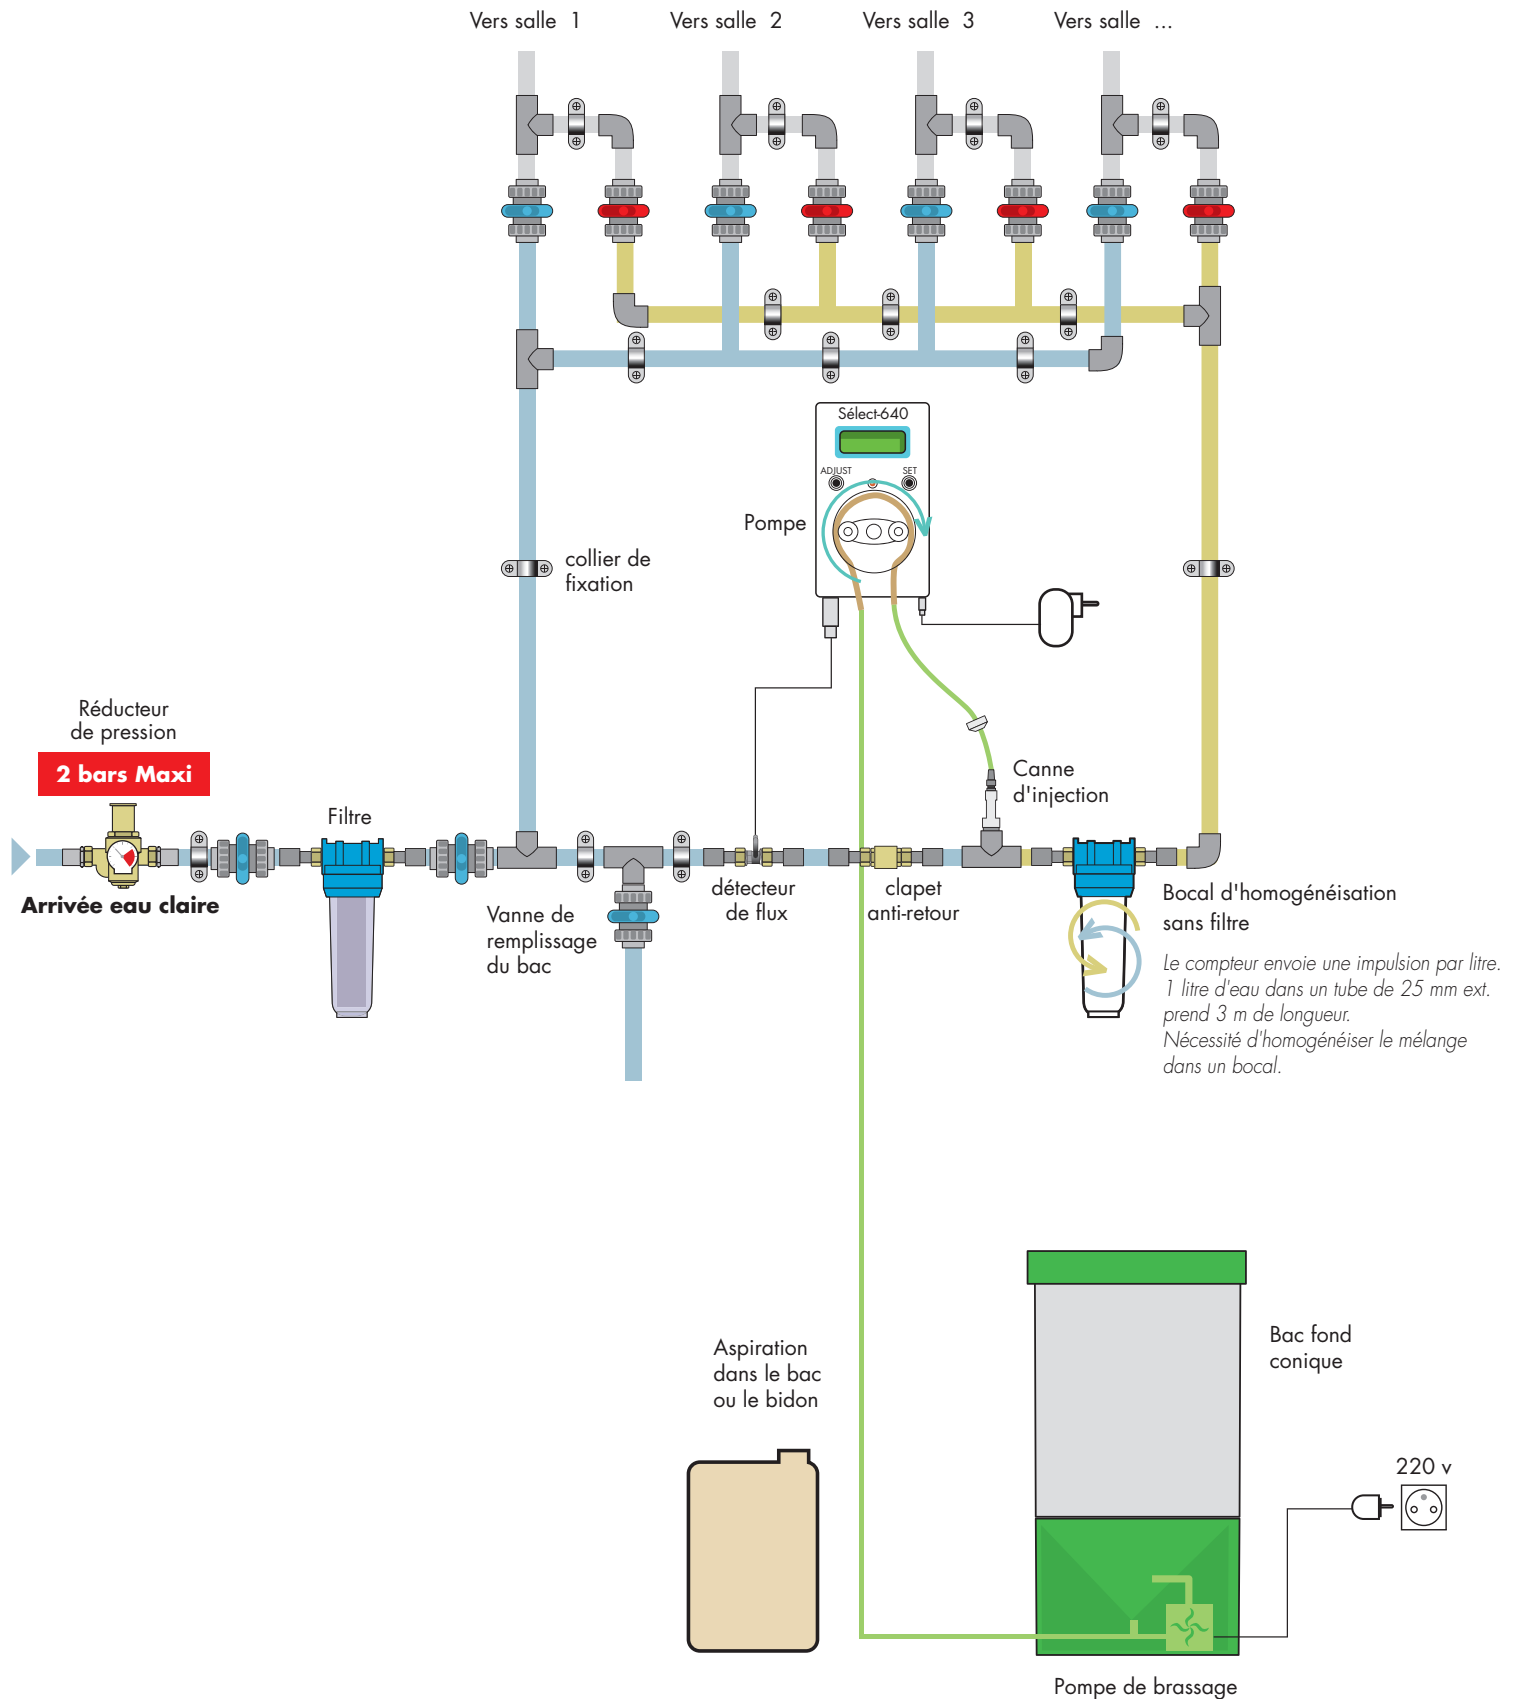 Vers salle 1
Vers salle 2
Vers salle 3
Vers salle ...
Sélect-640
ADJUST
SET
Pompe
collier de
fixation
Réducteur
de pression
2 bars Maxi
Arrivée eau claire
Filtre
Vanne de
remplissage
du bac
détecteur
de flux
clapet
anti-retour
Canne
d'injection
Bocal d'homogénéisation
sans filtre
Le compteur envoie une impulsion par litre.
1 litre d'eau dans un tube de 25 mm ext.
prend 3 m de longueur.
Nécessité d'homogénéiser le mélange
dans un bocal.
Aspiration
dans le bac
ou le bidon
Bac fond
conique
220 v
Pompe de brassage